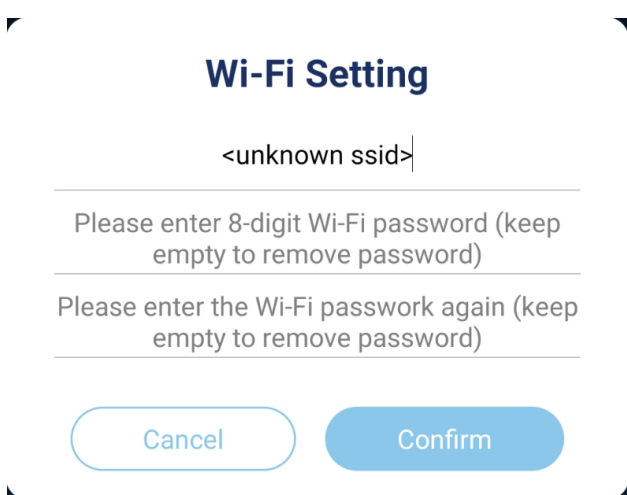 Wi-Fi Setting
<unknown ssid>
Please enter 8-digit Wi-Fi password (keep
empty to remove password)
Please enter the Wi-Fi passwork again (keep
empty to remove password)
Cancel
Confirm